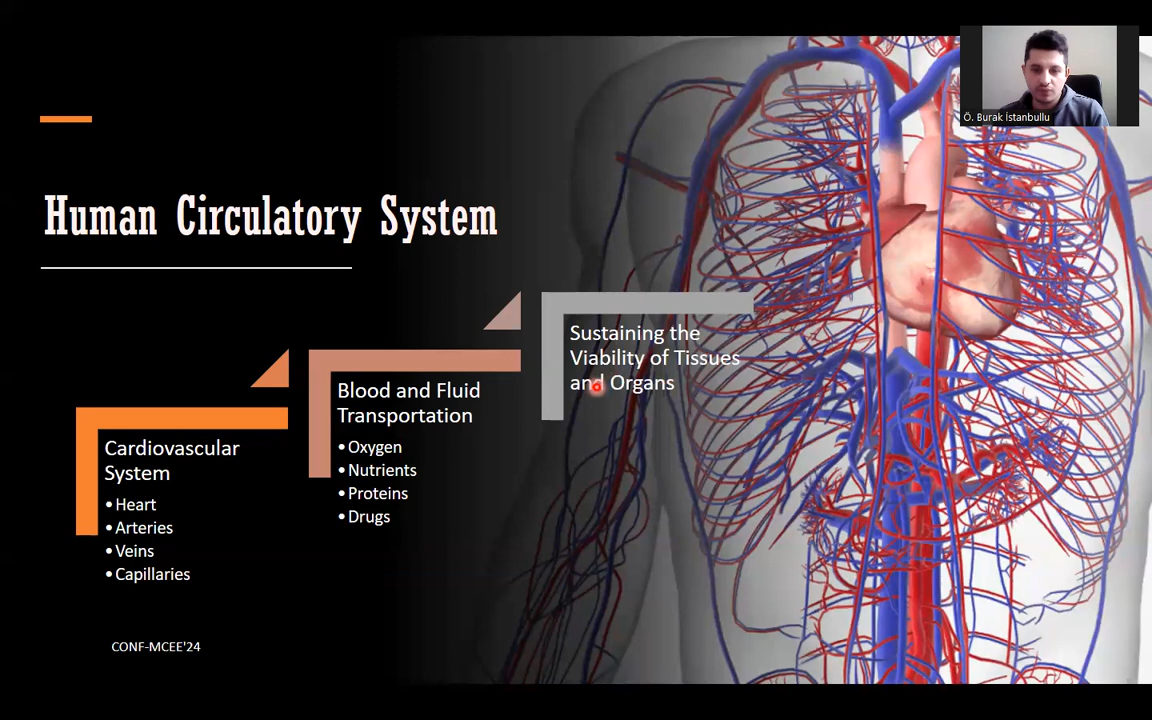 Ö. Burak İstanbullu
Human Circulatory System
Cardiovascular
System
• Heart
• Arteries
• Veins
• Capillaries
Blood and Fluid
Transportation
• Oxygen
• Nutrients
• Proteins
• Drugs
Sustaining the
Viability of Tissues
and Organs
CONF-MCEE'24